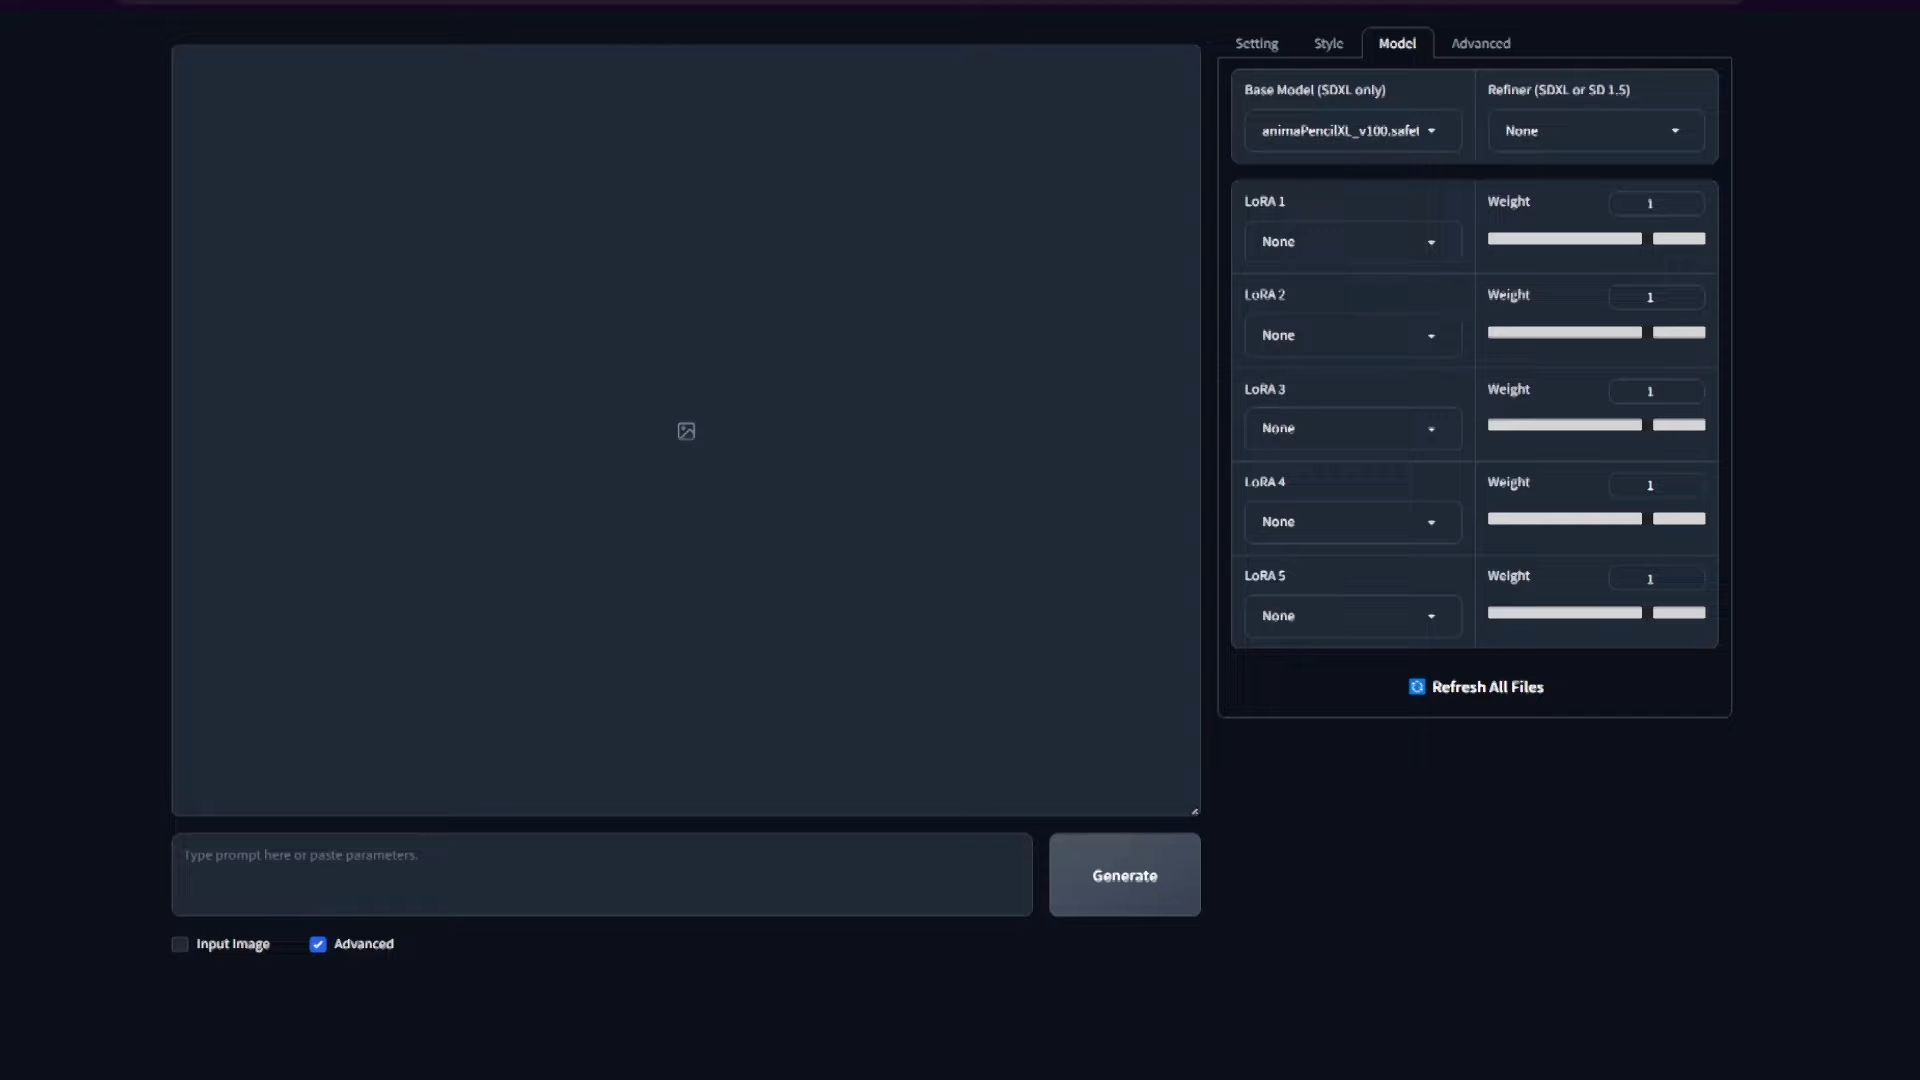 Setting
Style
Model
Advanced
Base Model (SDXL only)
Refiner (SDXL or SD 1.5)
animaPencilXL_v100.safet
None
LoRA 1
Weight
1
None
LoRA 2
Weight
1
None
LoRA 3
Weight
1
None
LoRA 4
Weight
1
None
LoRA 5
Weight
1
None
Refresh All Files
Type prompt here or paste parameters.
Generate
Input Image
Advanced